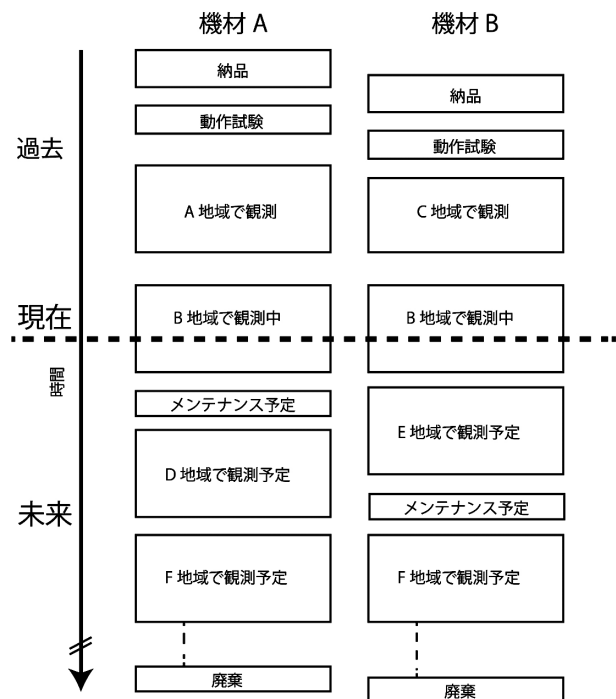 機材 A
機材 B
過去
納品
納品
動作試験
動作試験
A 地域で観測
C 地域で観測
現在
B 地域で観測中
B 地域で観測中
時間
メンテナンス予定
E 地域で観測予定
D 地域で観測予定
未来
メンテナンス予定
F 地域で観測予定
F 地域で観測予定
廃棄
廃棄